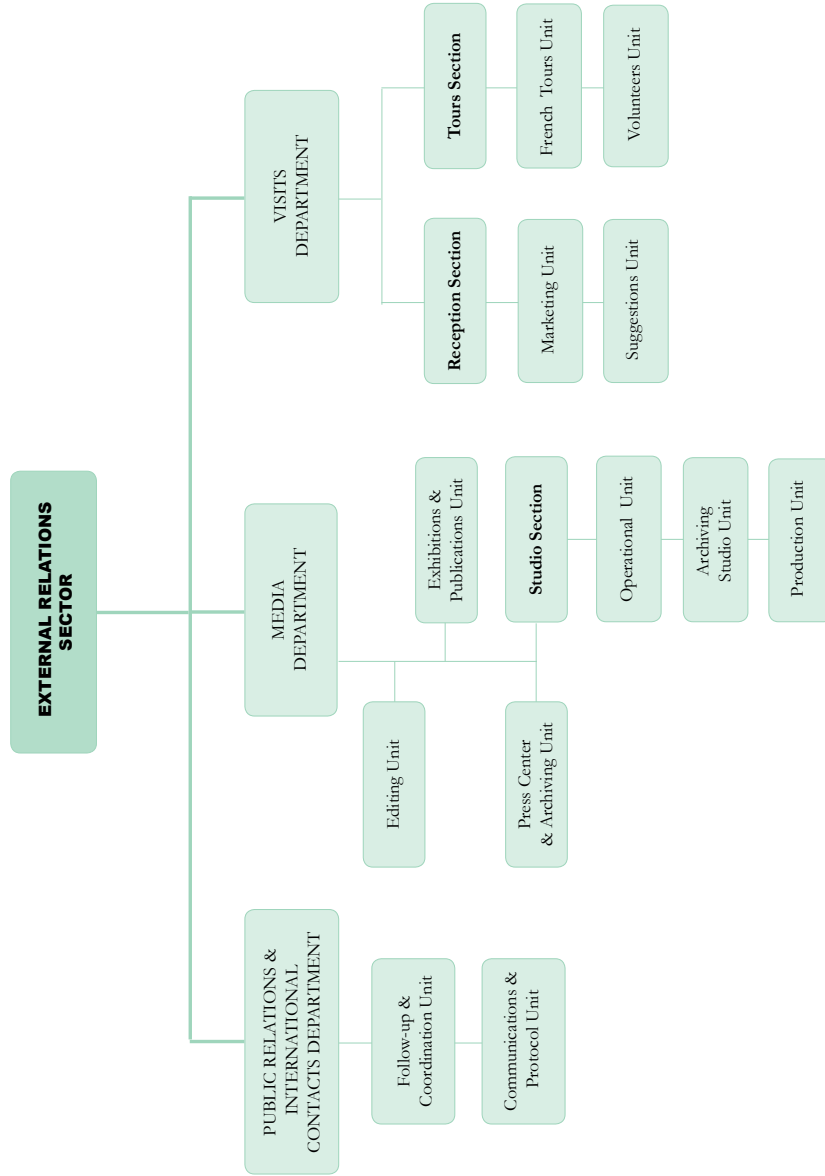 EXTERNAL RELATIONS
SECTOR
PUBLIC RELATIONS &
INTERNATIONAL
CONTACTS DEPARTMENT
Follow-up &
Coordination Unit
Communications &
Protocol Unit
MEDIA
DEPARTMENT
Editing Unit
Exhibitions &
Publications Unit
Press Center
& Archiving Unit
Studio Section
Operational Unit
Archiving
Studio Unit
Production Unit
VISITS
DEPARTMENT
Reception Section
Marketing Unit
Suggestions Unit
Tours Section
French Tours Unit
Volunteers Unit